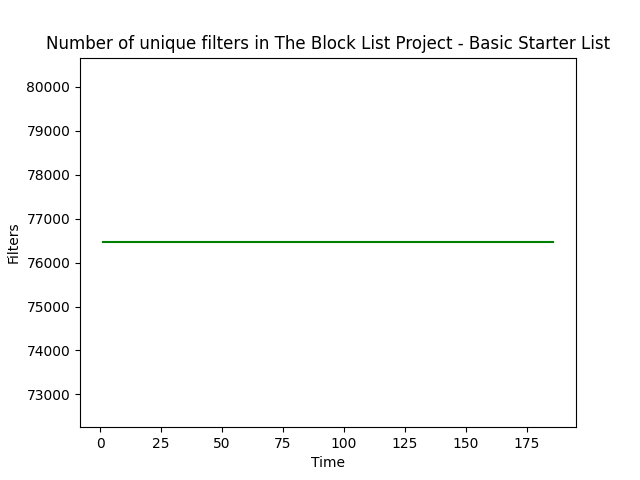 Number of unique filters in The Block List Project - Basic Starter List
80000
79000
78000
77000
76000
75000
74000
73000
Filters
0 25 50 75 100 125 150 175
Time